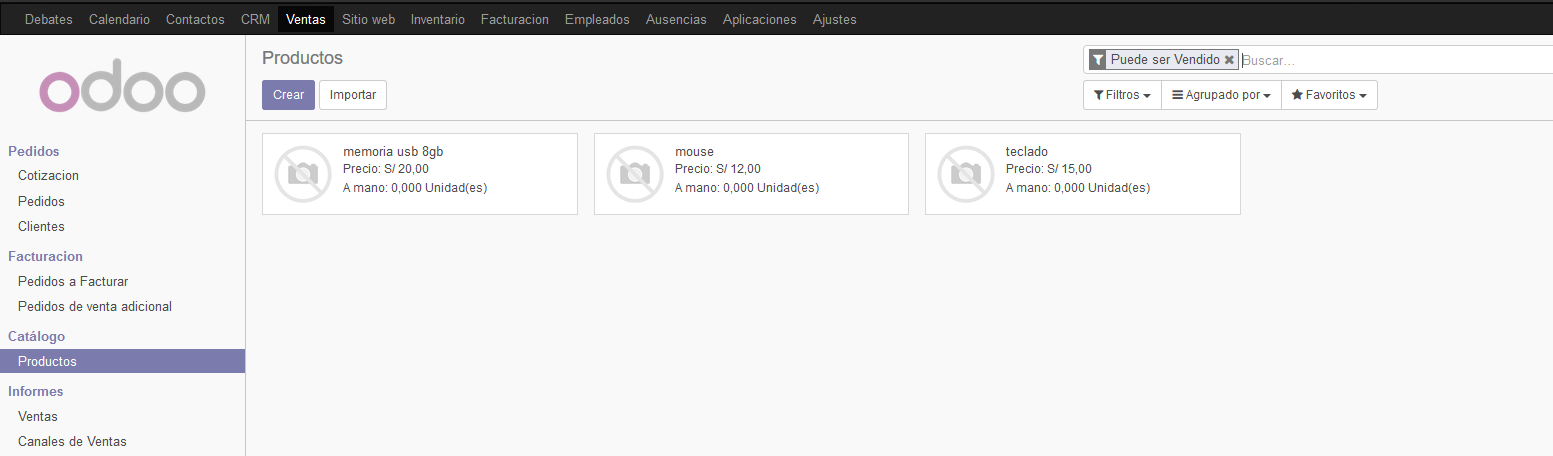 Debates Calendario Contactos CRM Ventas Sitio web Inventario Facturacion Empleados Ausencias Aplicaciones Ajustes
odoo
Pedidos
Cotizacion
Pedidos
Clientes
Facturacion
Pedidos a Facturar
Pedidos de venta adicional
Catálogo
Productos
Informes
Ventas
Canales de Ventas
Productos
Puede ser Vendido Buscar...
Crear Importar
Filtros Agrupado por Favoritos
memoria usb 8gb
Precio: S/ 20,00
A mano: 0,000 Unidad(es)
mouse
Precio: S/ 12,00
A mano: 0,000 Unidad(es)
teclado
Precio: S/ 15,00
A mano: 0,000 Unidad(es)